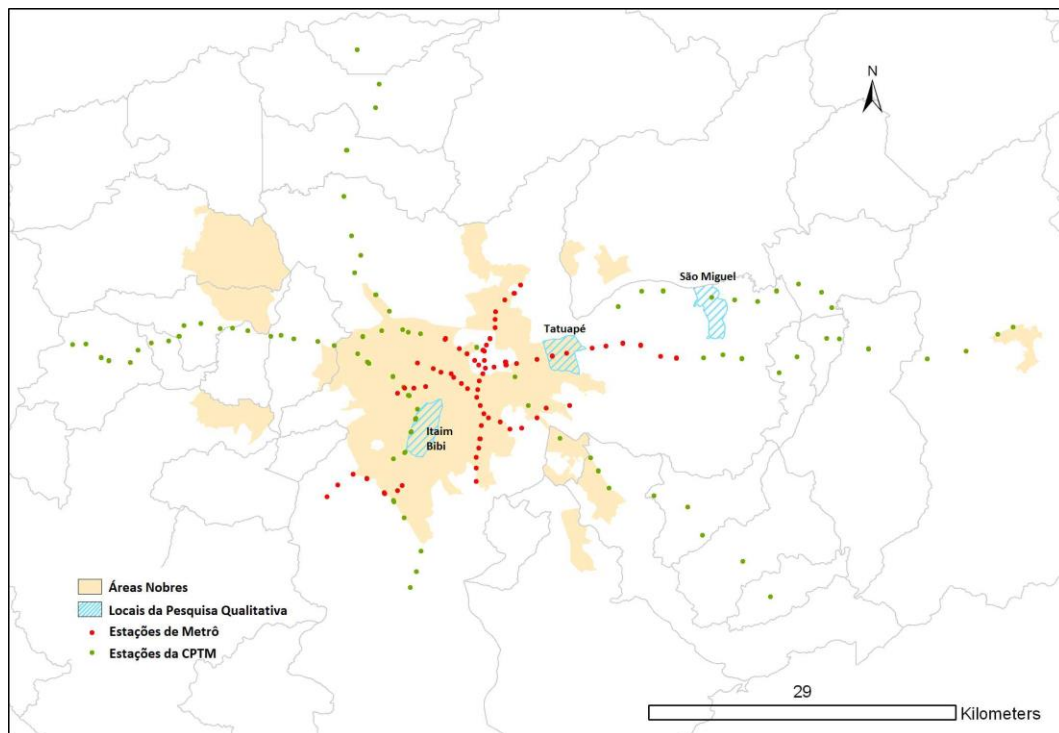 N
São Miguel
Tatuapé
Itaim
Bibi
Áreas Nobres
Locais da Pesquisa Qualitativa
Estações de Metrô
Estações da CPTM
29
Kilometers